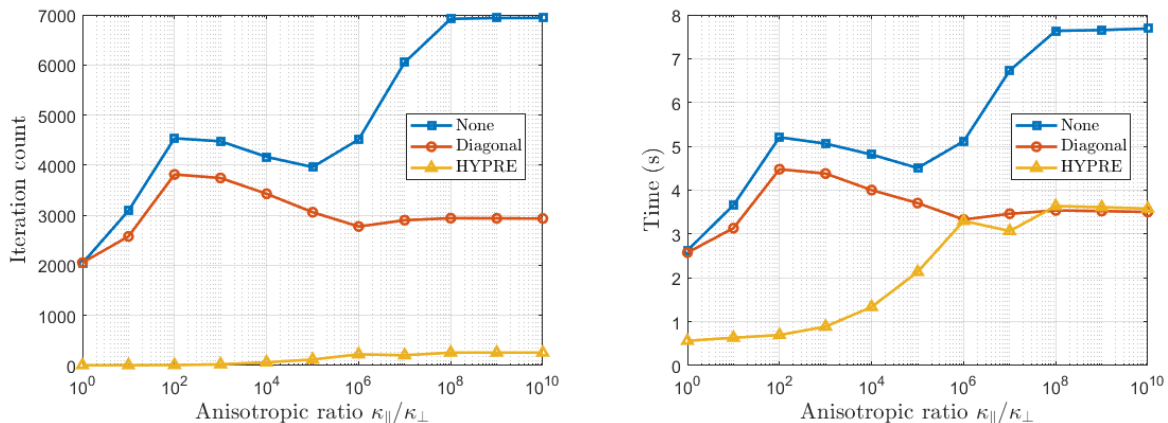 7000
6000
5000
4000
3000
2000
1000
0
Iteration count
None
Diagonal
HYPRE
10^0
10^2
10^4
10^6
10^8
10^10
Anisotropic ratio κ∥/κ⊥
8
7
6
5
4
3
2
1
0
Time (s)
None
Diagonal
HYPRE
10^0
10^2
10^4
10^6
10^8
10^10
Anisotropic ratio κ∥/κ⊥